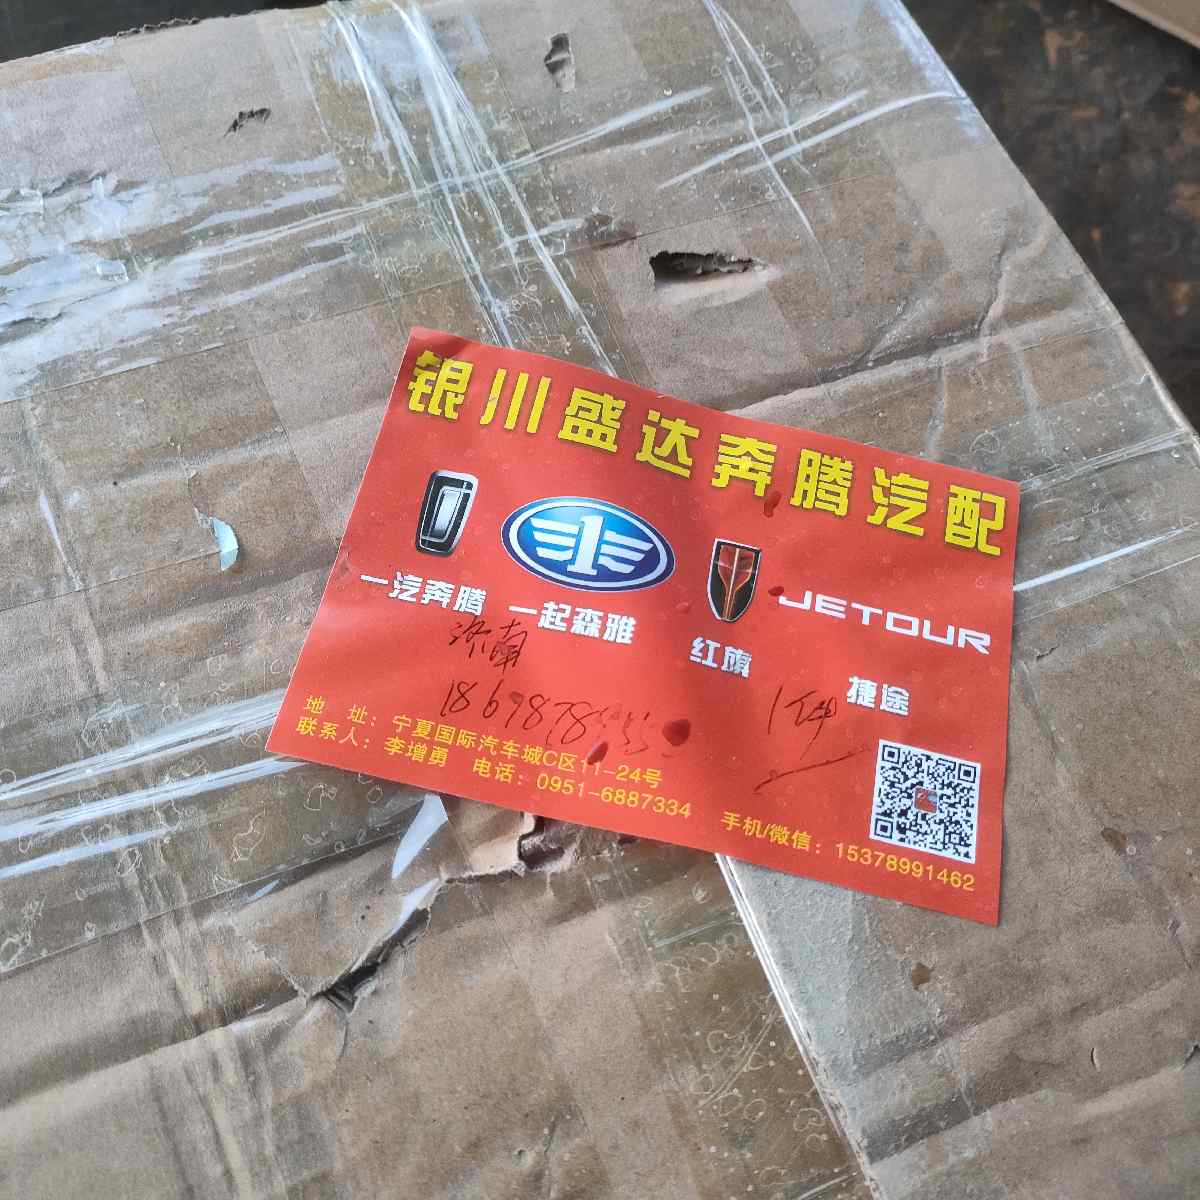 银川盛达奔腾汽配
1
一汽奔腾
一起森雅
红旗
JETOUR
捷途
济南
1件
地 址：宁夏国际汽车城C区11-24号
联系人：李增勇 电话：0951-6887334
手机/微信：15378991462